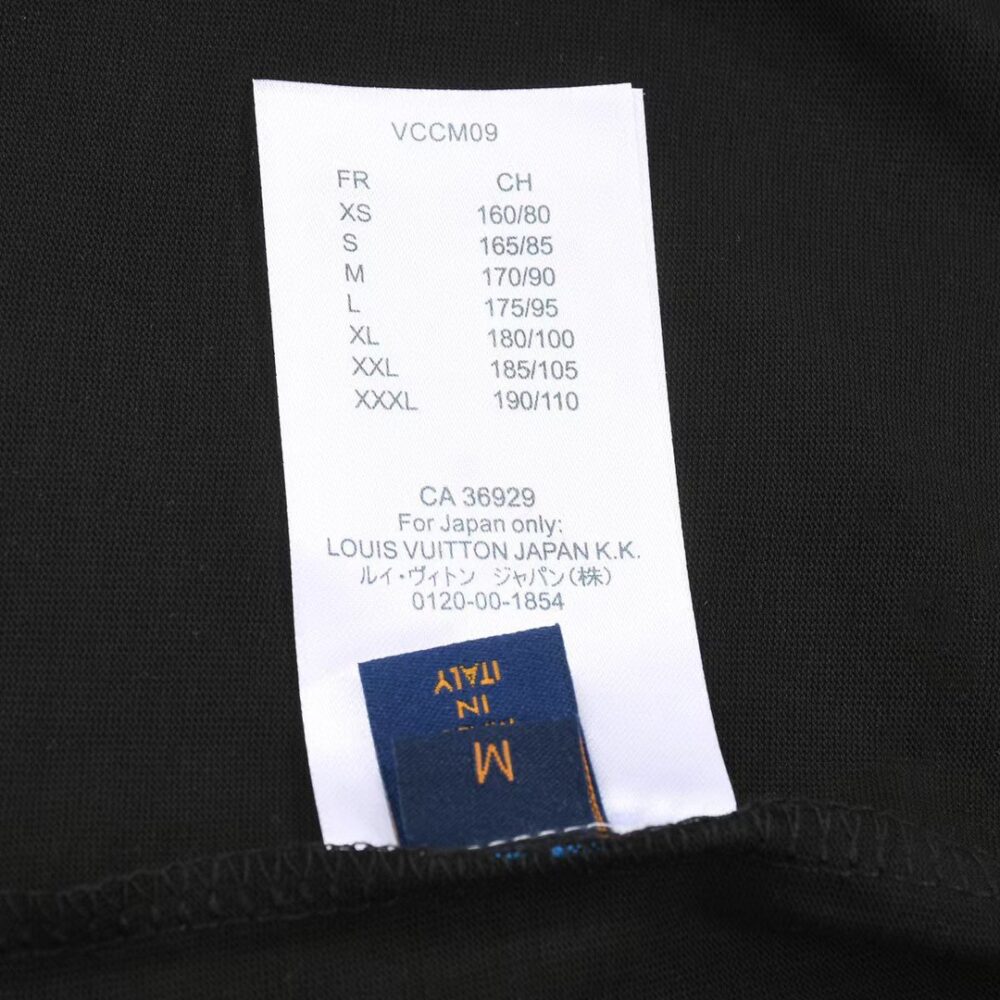 VCCM09
FR CH
XS 160/80
S 165/85
M 170/90
L 175/95
XL 180/100
XXL 185/105
XXXL 190/110
CA 36929
For Japan only:
LOUIS VUITTON JAPAN K.K.
ルイ・ヴィトン ジャパン(株)
0120-00-1854
ITALY
IN
M